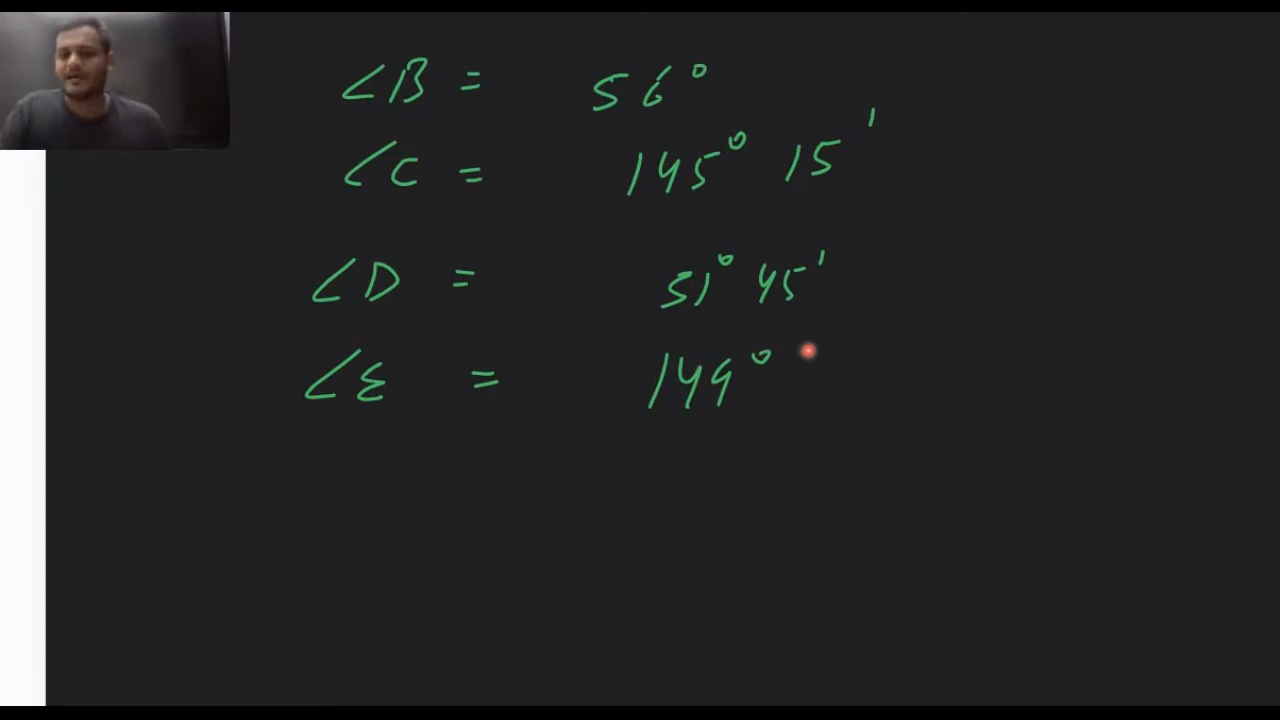 ∠B = 56°
∠C = 145° 15'
∠D = 51° 45'
∠E = 149°